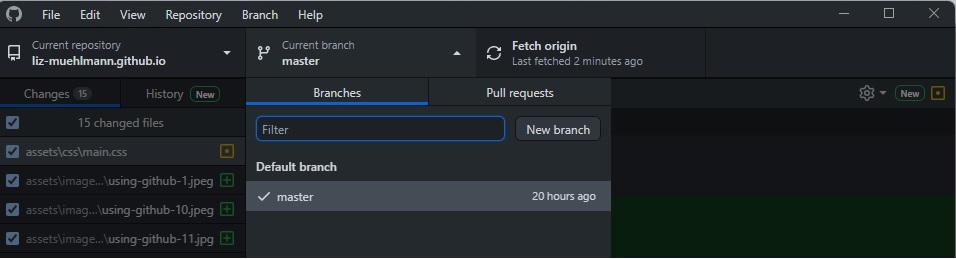 File Edit View Repository Branch Help
Current repository
liz-muehlmann.github.io
Current branch
master
Fetch origin
Last fetched 2 minutes ago
Changes 15
History New
Branches
Pull requests
New
15 changed files
Filter
New branch
assets\css\main.css
Default branch
assets\image...\using-github-1.jpeg
master
20 hours ago
assets\imag...\using-github-10.jpeg
assets\image...\using-github-11.jpg